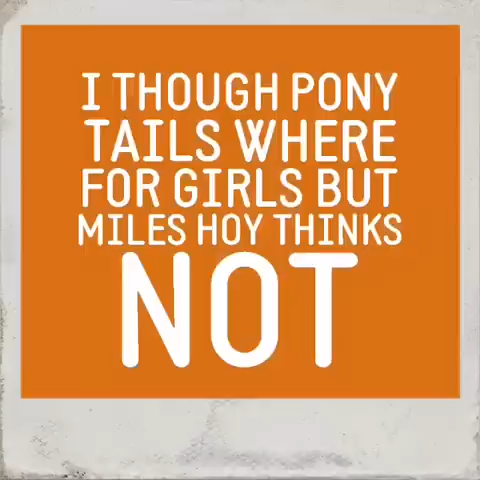 I THOUGH PONY
TAILS WHERE
FOR GIRLS BUT
MILES HOY THINKS
NOT